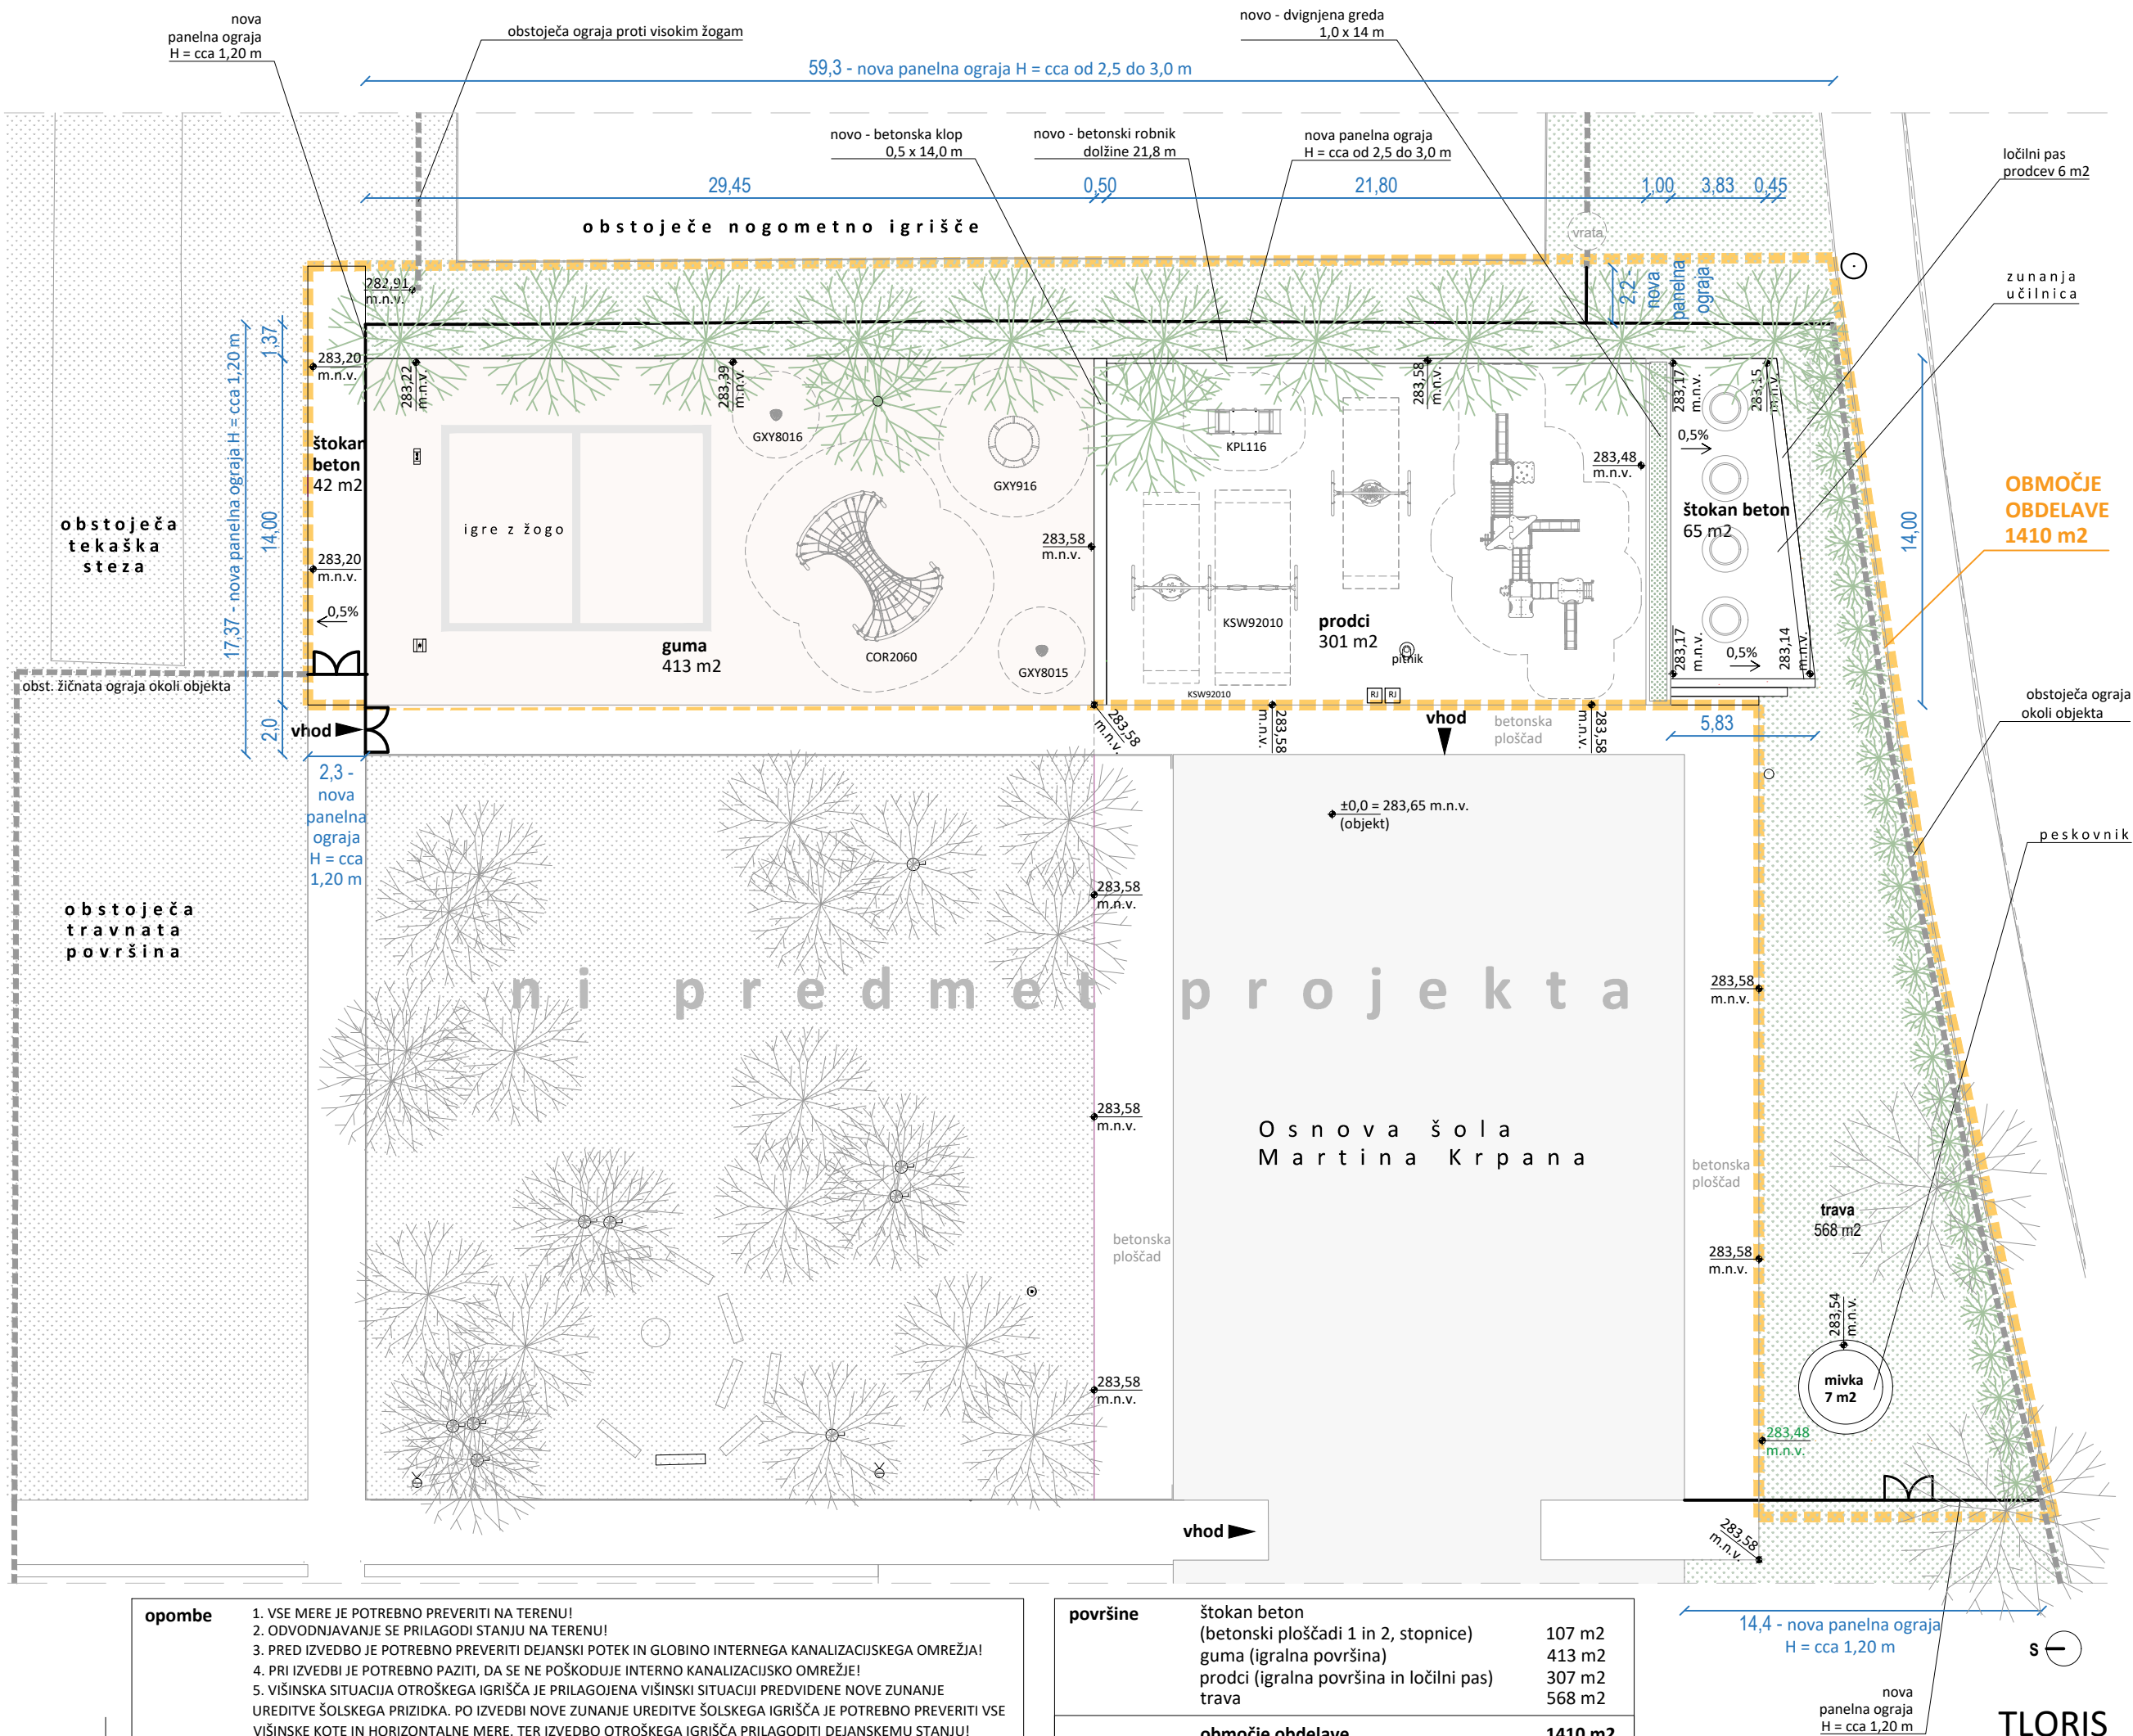 nova
panelna ograja
H = cca 1,20 m
obstoječa ograja proti visokim žogam
novo - dvignjena greda
1,0 x 14 m
59,3 - nova panelna ograja H = cca od 2,5 do 3,0 m
novo - betonska klop
0,5 x 14,0 m
novo - betonski robnik
dolžine 21,8 m
nova panelna ograja
H = cca od 2,5 do 3,0 m
ločilni pas
prodcev 6 m2
29,45
0,50
21,80
1,00
3,83
0,45
obstoječe nogometno igrišče
vrata
2,2 -
nova
panelna
ograja
zunanja
učilnica
282,91
m.n.v.
1,37
17,37 - nova panelna ograja H = cca 1,20 m
14,00
2,0
283,20
m.n.v.
283,22
m.n.v.
283,39
m.n.v.
283,58
m.n.v.
283,17
m.n.v.
283,15
m.n.v.
štokan
beton
42 m2
GXY8016
GXY916
KPL116
283,48
m.n.v.
0,5%
OBMOČJE
OBDELAVE
1410 m2
obstoječa
tekaška
steza
igre z žogo
283,58
m.n.v.
štokan beton
65 m2
14,00
283,20
m.n.v.
0,5%
guma
413 m2
COR2060
GXY8015
KSW92010
prodci
301 m2
pitnik
283,17
m.n.v.
0,5%
283,14
m.n.v.
obst. žičnata ograja okoli objekta
KSW92010
RJ
RJ
obstoječa ograja
okoli objekta
vhod
283,58
m.n.v.
283,58
m.n.v.
vhod
betonska
ploščad
283,58
m.n.v.
5,83
2,3 -
nova
panelna
ograja
H = cca
1,20 m
±0,0 = 283,65 m.n.v.
(objekt)
peskovnik
283,58
m.n.v.
obstoječa
travnata
površina
ni predmet projekta
283,58
m.n.v.
283,58
m.n.v.
Osnova šola
Martina Krpana
betonska
ploščad
trava
568 m2
betonska
ploščad
283,58
m.n.v.
283,54
m.n.v.
283,58
m.n.v.
mivka
7 m2
283,48
m.n.v.
vhod
283,58
m.n.v.
opombe
1. VSE MERE JE POTREBNO PREVERITI NA TERENU!
2. ODVODNJAVANJE SE PRILAGODI STANJU NA TERENU!
3. PRED IZVEDBO JE POTREBNO PREVERITI DEJANSKI POTEK IN GLOBINO INTERNEGA KANALIZACIJSKEGA OMREŽJA!
4. PRI IZVEDBI JE POTREBNO PAZITI, DA SE NE POŠKODUJE INTERNO KANALIZACIJSKO OMREŽJE!
5. VIŠINSKA SITUACIJA OTROŠKEGA IGRIŠČA JE PRILAGOJENA VIŠINSKI SITUACIJI PREDVIDENE NOVE ZUNANJE
UREDITVE ŠOLSKEGA PRIZIDKA. PO IZVEDBI NOVE ZUNANJE UREDITVE ŠOLSKEGA IGRIŠČA JE POTREBNO PREVERITI VSE
VIŠINSKE KOTE IN HORIZONTALNE MERE, TER IZVEDBO OTROŠKEGA IGRIŠČA PRILAGODITI DEJANSKEMU STANJU!
površine
štokan beton
(betonski ploščadi 1 in 2, stopnice) 107 m2
guma (igralna površina) 413 m2
prodci (igralna površina in ločilni pas) 307 m2
trava 568 m2
območje obdelave 1410 m2
14,4 - nova panelna ograja
H = cca 1,20 m
S
nova
panelna ograja
H = cca 1,20 m
TLORIS